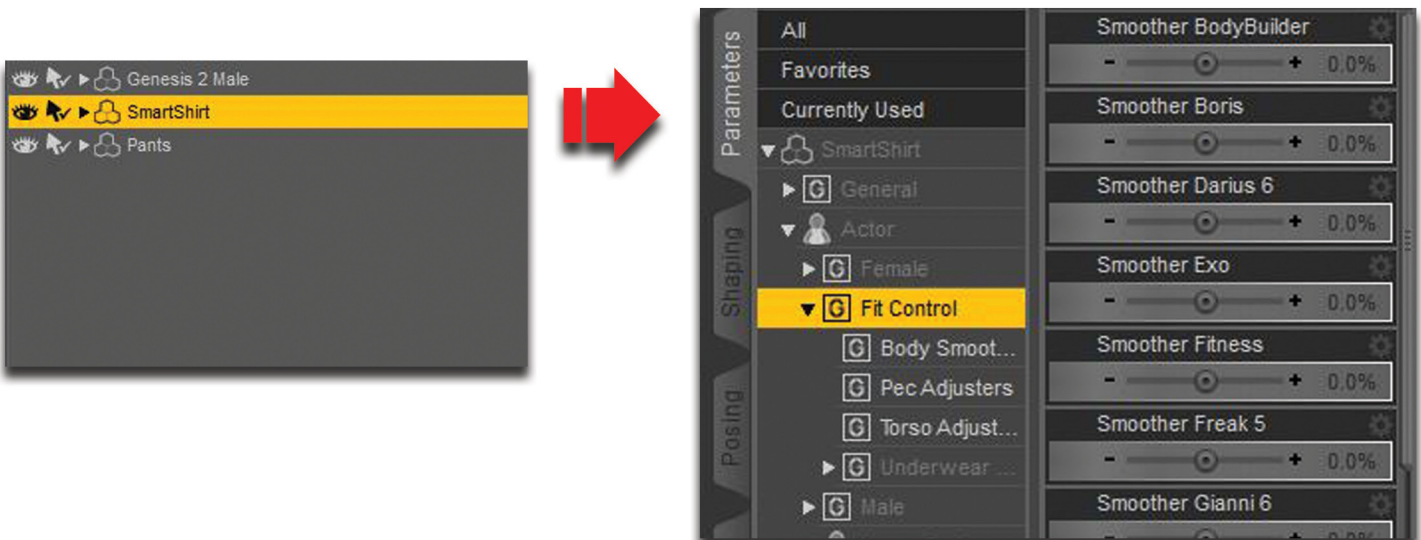 Genesis 2 Male
SmartShirt
Pants
Parameters
Shaping
Posing
All
Favorites
Currently Used
SmartShirt
G General
Actor
G Female
G Fit Control
G Body Smoot...
G Pec Adjusters
G Torso Adjust...
G Underwear ...
G Male
Smoother BodyBuilder
- + 0.0%
Smoother Boris
- + 0.0%
Smoother Darius 6
- + 0.0%
Smoother Exo
- + 0.0%
Smoother Fitness
- + 0.0%
Smoother Freak 5
- + 0.0%
Smoother Gianni 6